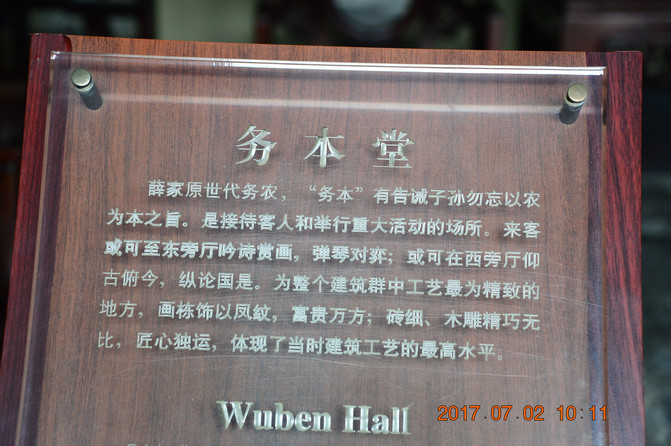 务本堂
薛家原世代务农，“务本”有告诫子孙勿忘以农
为本之旨。是接待客人和举行重大活动的场所。来客
或可至东旁厅吟诗赏画，弹琴对弈；或可在西旁厅仰
古俯今，纵论国是。为整个建筑群中工艺最为精致的
地方，画栋饰以凤纹，富贵万方；砖细、木雕精巧无
比，匠心独运，体现了当时建筑工艺的最高水平。
Wuben Hall
2017.07.02 10:11